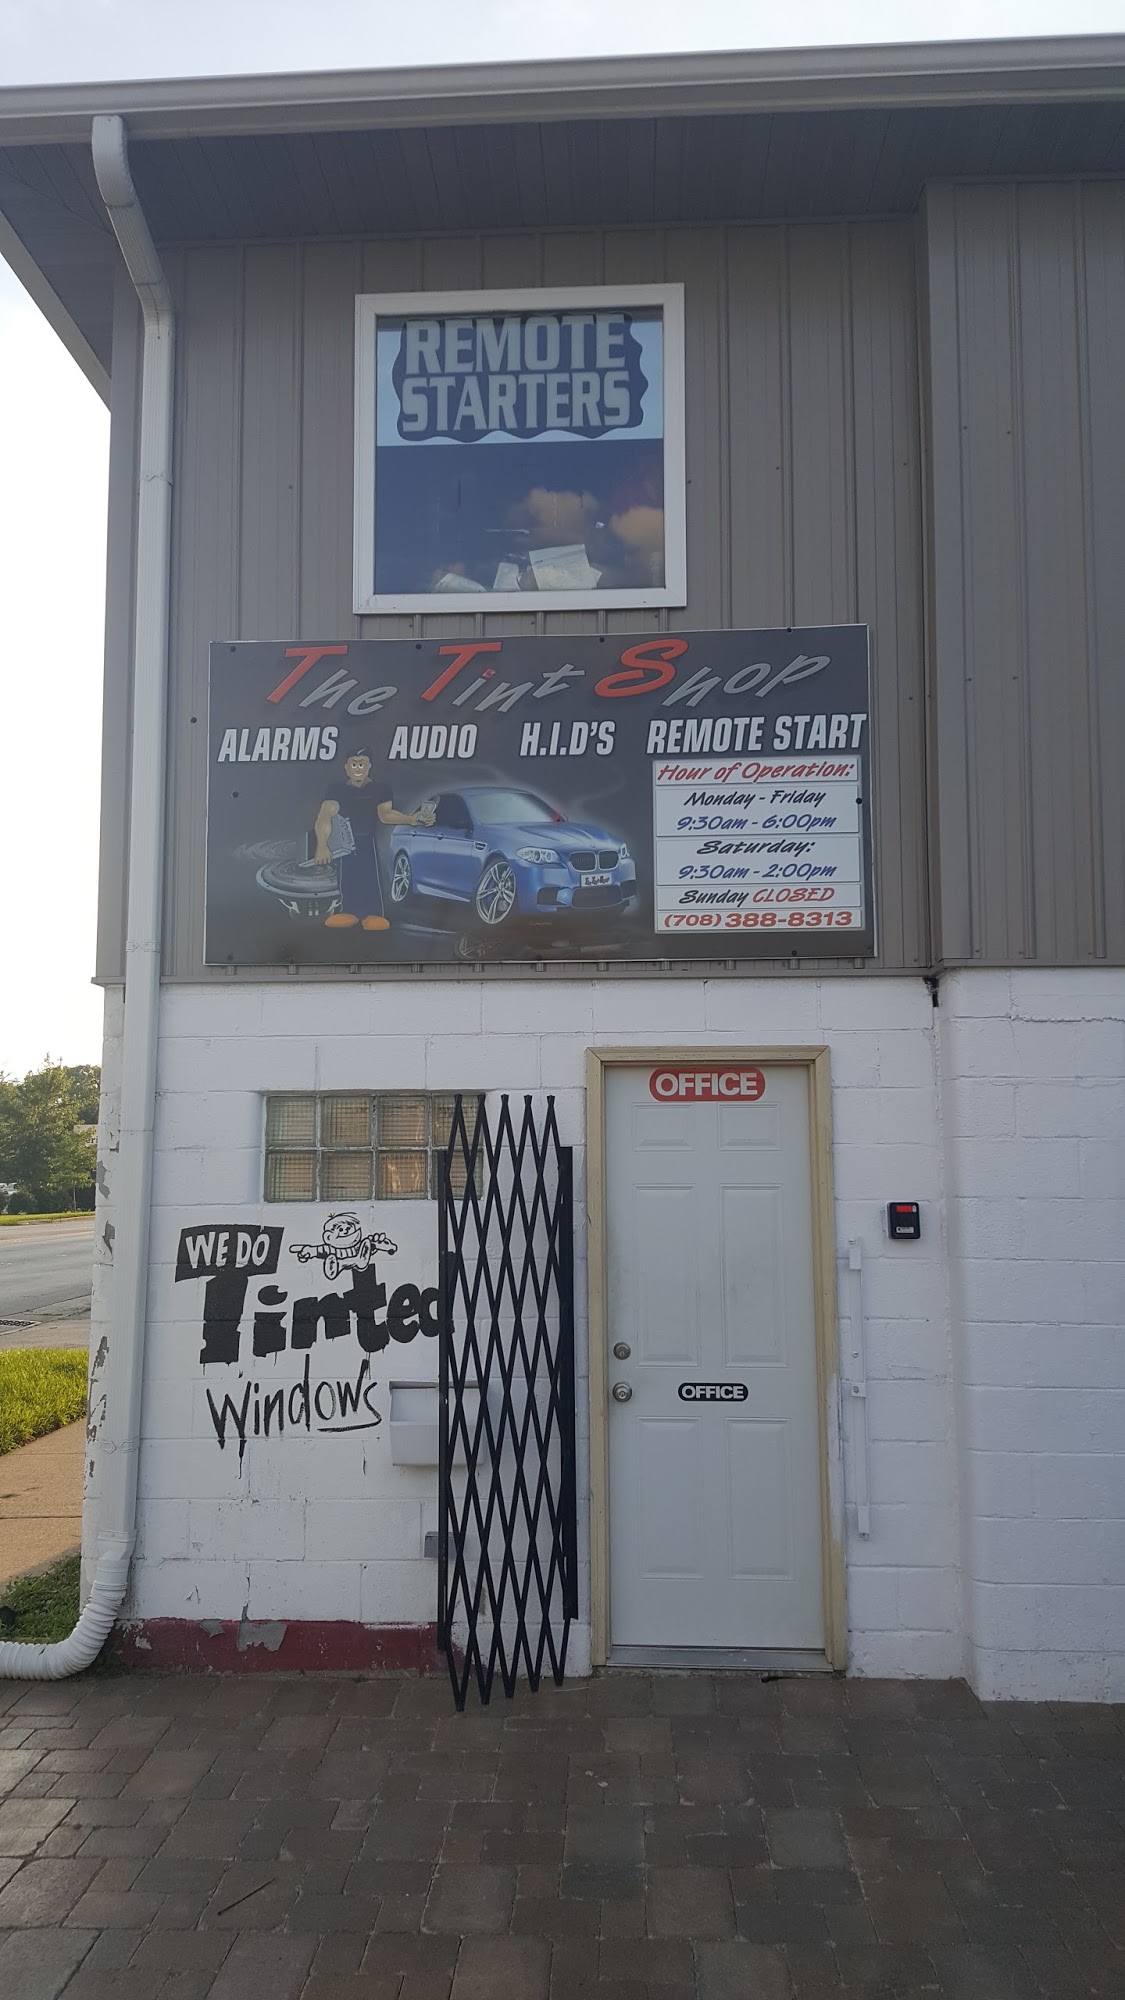 REMOTE
STARTERS
The Tint Shop
ALARMS AUDIO H.I.D'S REMOTE START
Hour of Operation:
Monday - Friday
9:30am - 6:00pm
Saturday:
9:30am - 2:00pm
Sunday CLOSED
(708) 388-8313
OFFICE
WE DO
Tinted
Windows
OFFICE